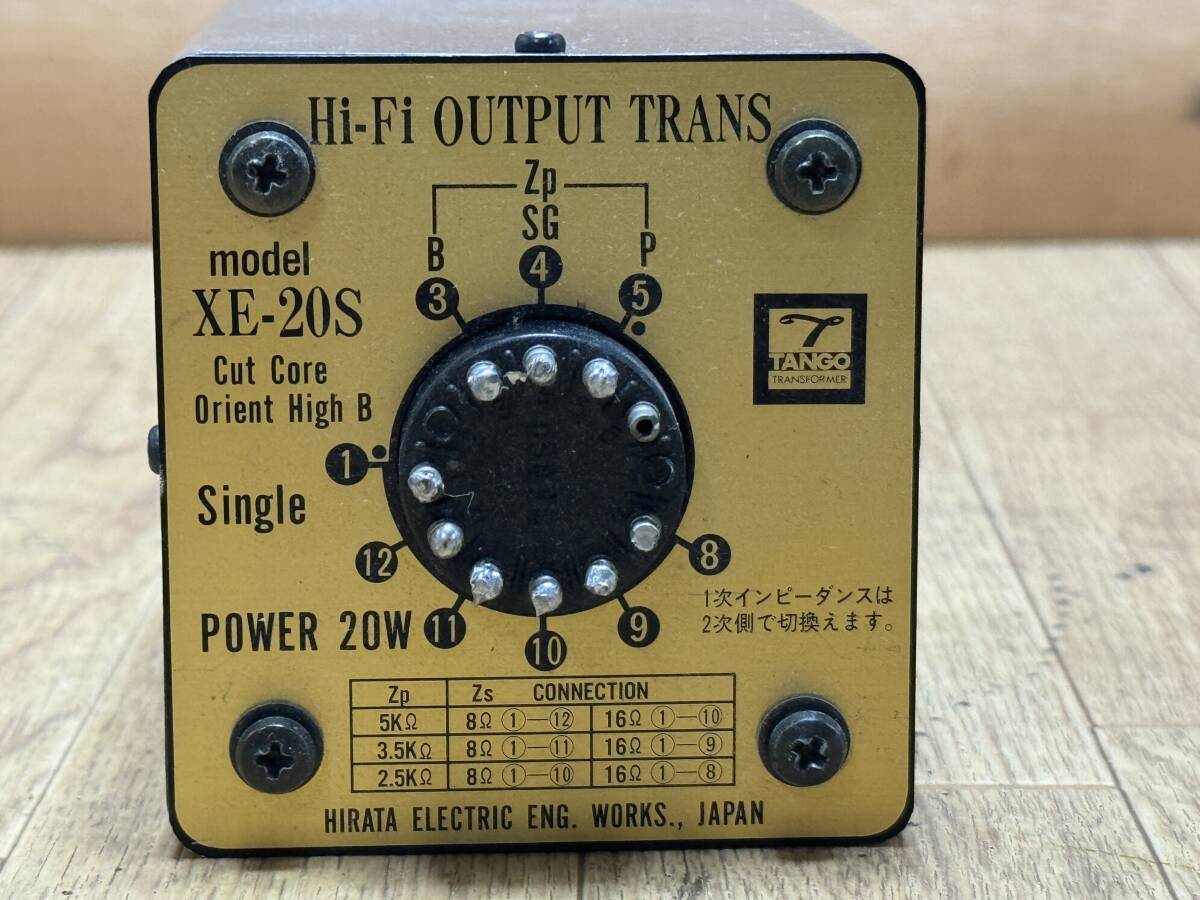 Hi-Fi OUTPUT TRANS
Zp
SG
B
P
3
4
5
model
XE-20S
Cut Core
Orient High B
TANGO
TRANSFORMER
1
Single
12
8
POWER 20W
11
10
9
1次インピーダンスは
2次側で切換えます。
Zp Zs CONNECTION
5KΩ 8Ω ①—⑫ 16Ω ①—⑩
3.5KΩ 8Ω ①—⑪ 16Ω ①—⑨
2.5KΩ 8Ω ①—⑩ 16Ω ①—⑧
HIRATA ELECTRIC ENG. WORKS., JAPAN